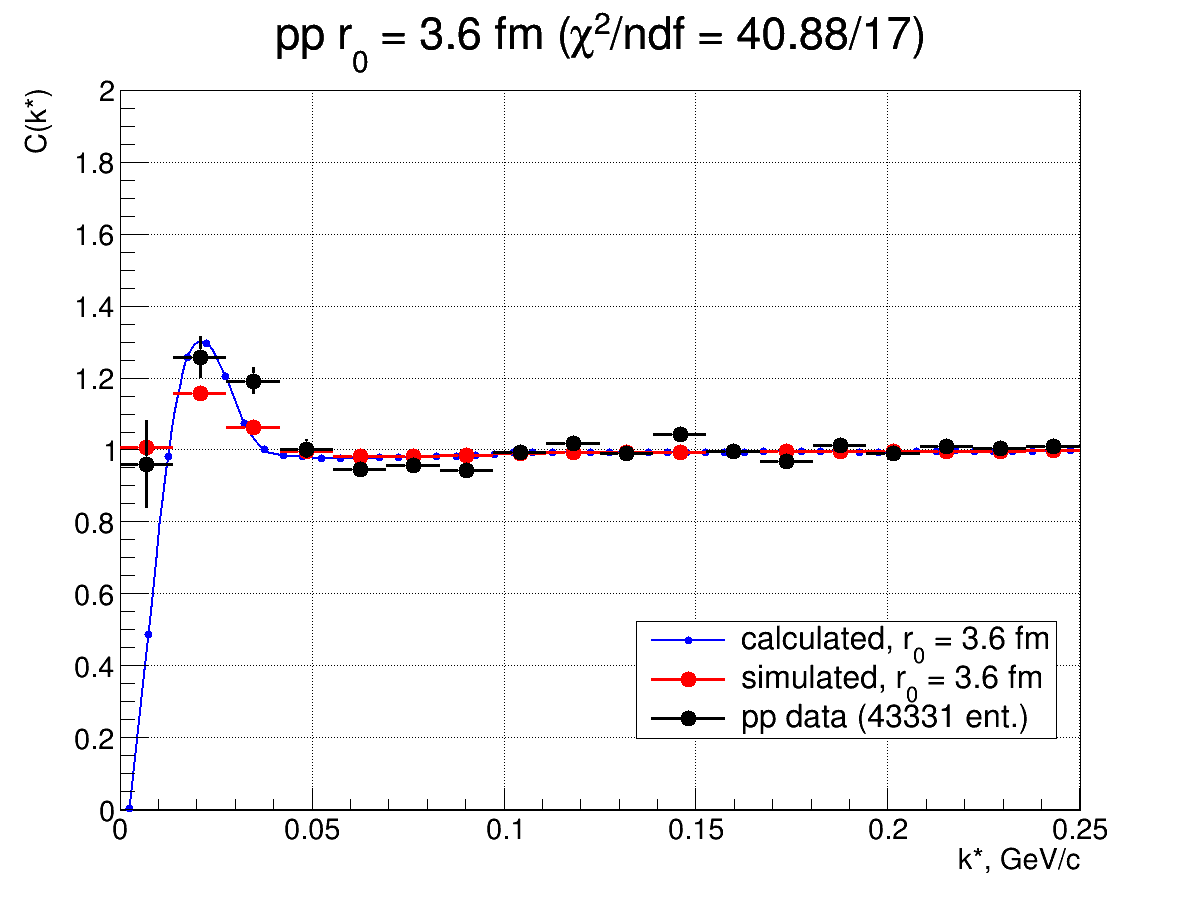 pp r₀ = 3.6 fm (χ²/ndf = 40.88/17)
C(k*)
2
1.8
1.6
1.4
1.2
1
0.8
0.6
0.4
0.2
0
calculated, r₀ = 3.6 fm
simulated, r₀ = 3.6 fm
pp data (43331 ent.)
0 0.05 0.1 0.15 0.2 0.25
k*, GeV/c